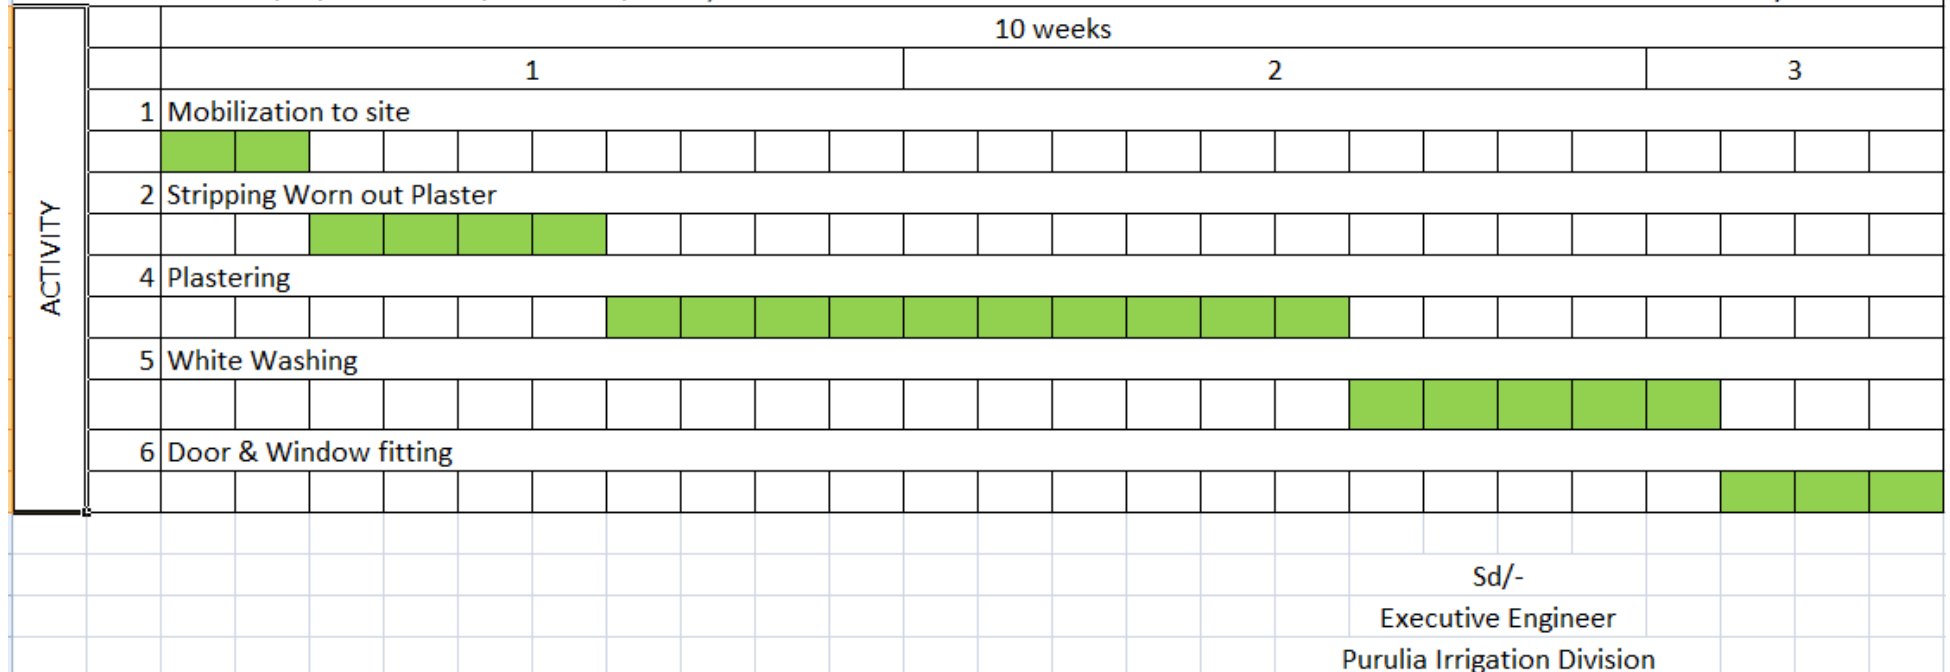 10 weeks
1 2 3
1 Mobilization to site
2 Stripping Worn out Plaster
4 Plastering
5 White Washing
6 Door & Window fitting
ACTIVITY
Sd/-
Executive Engineer
Purulia Irrigation Division